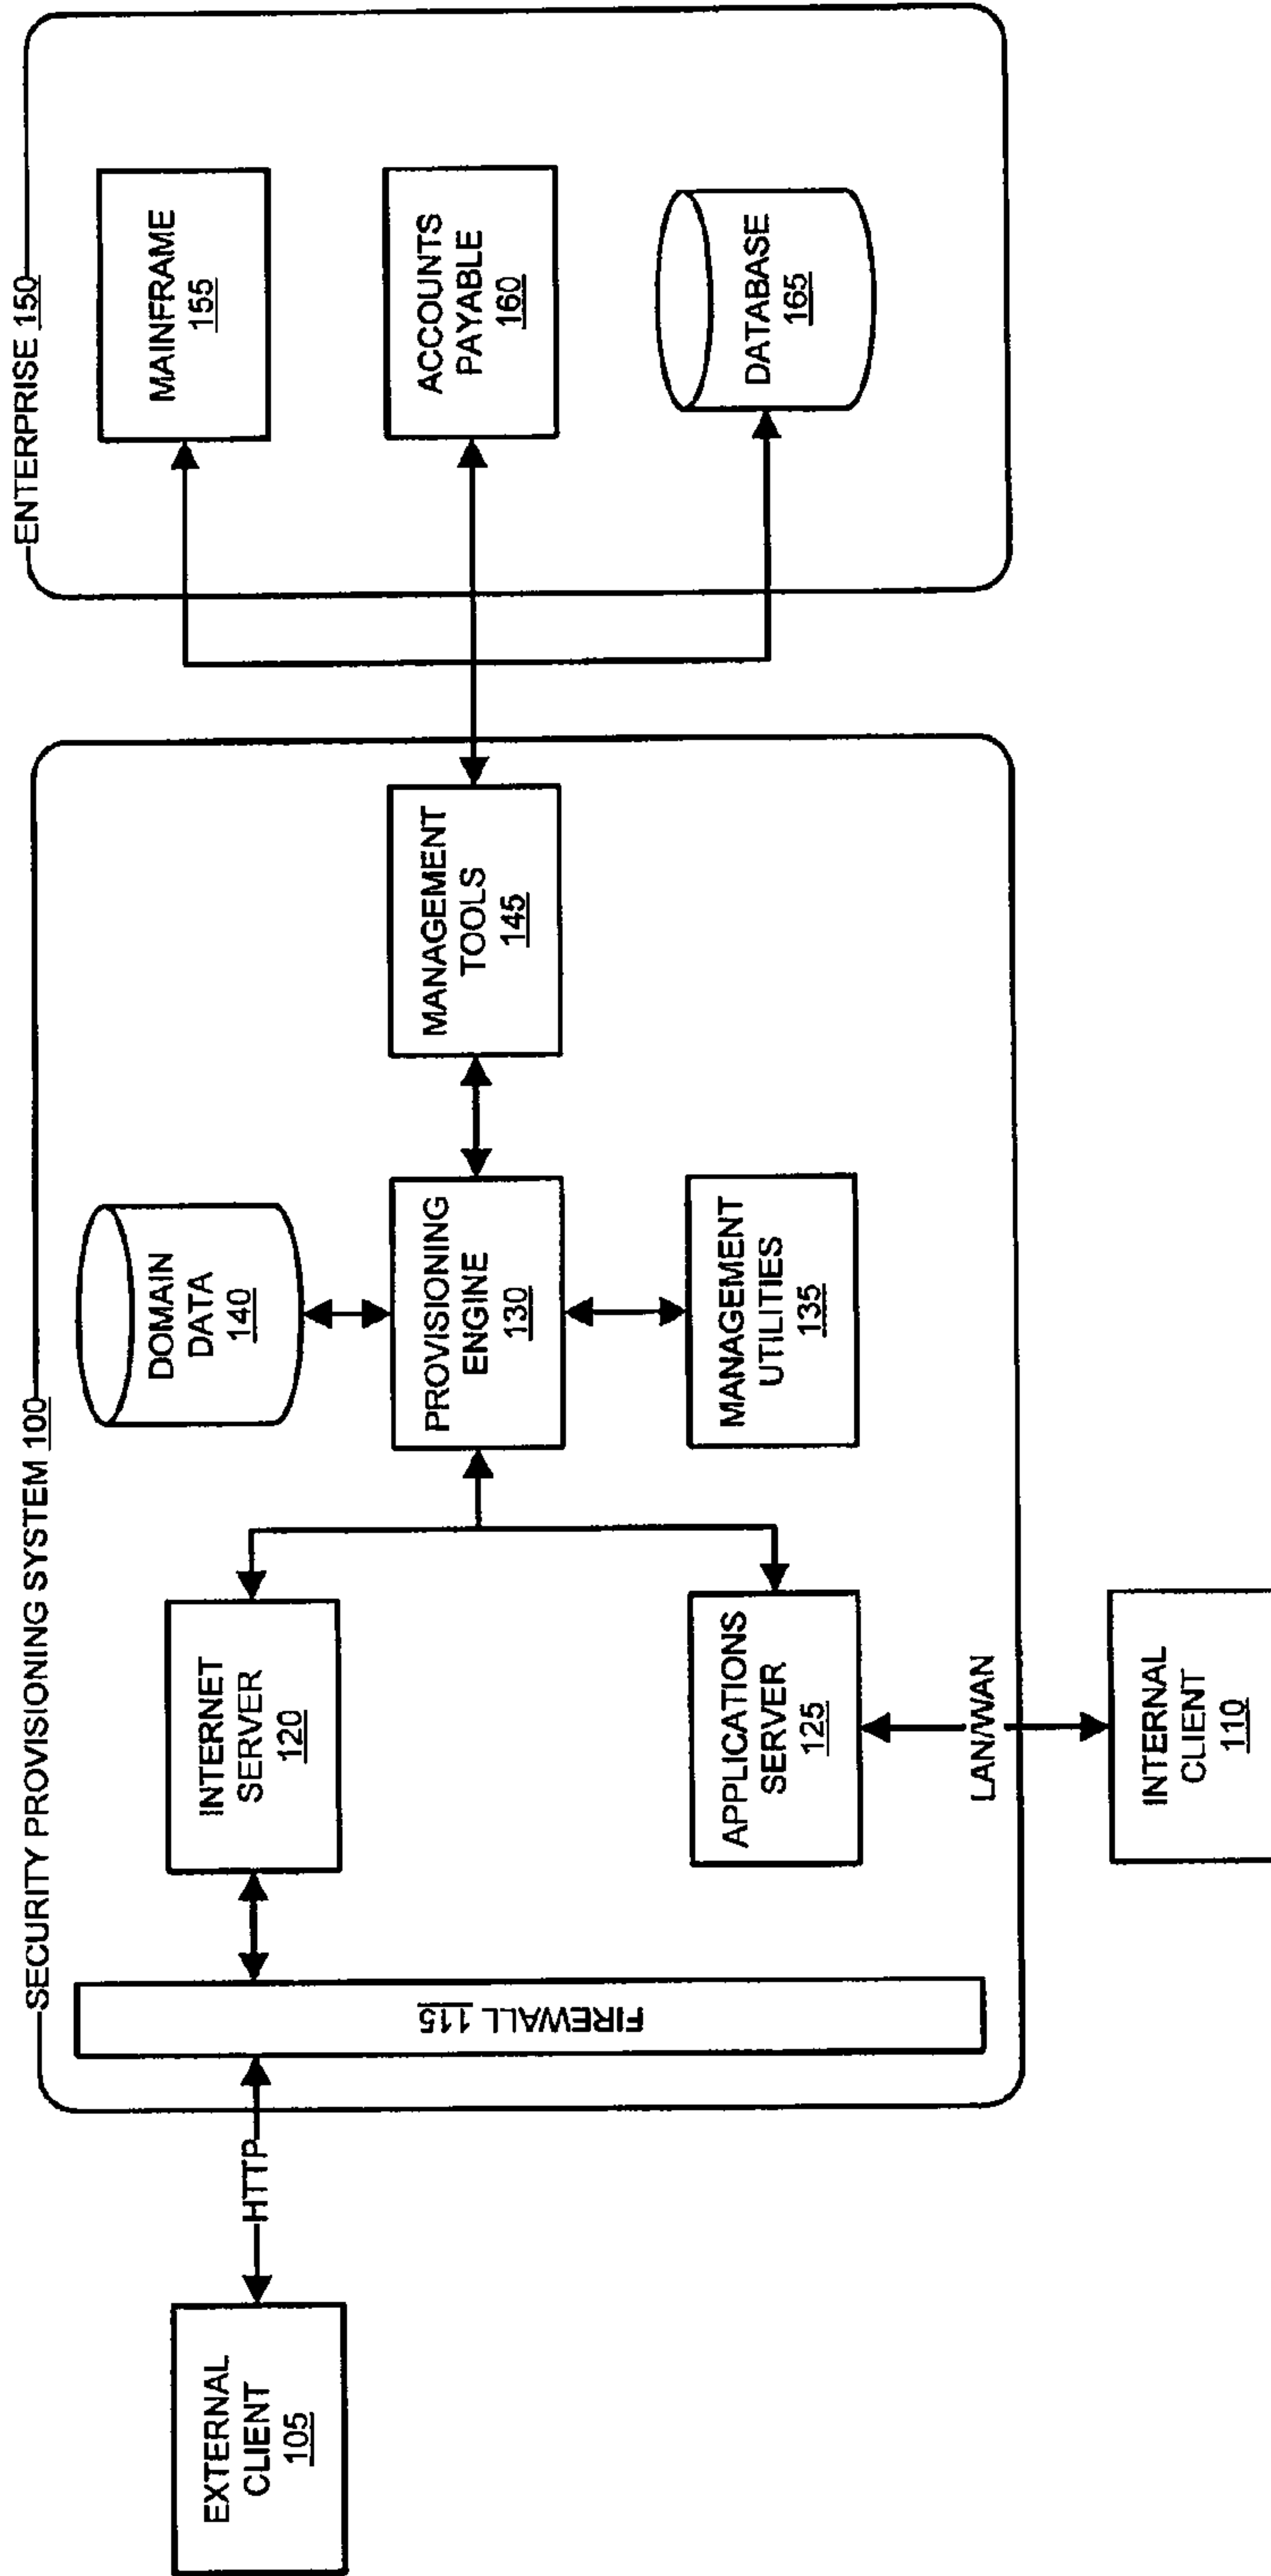 SECURITY PROVISIONING SYSTEM 100
ENTERPRISE 150
EXTERNAL
CLIENT
105
HTTP
FIREWALL 115
INTERNET
SERVER
120
APPLICATIONS
SERVER
125
LAN/WAN
INTERNAL
CLIENT
110
DOMAIN
DATA
140
PROVISIONING
ENGINE
130
MANAGEMENT
UTILITIES
135
MANAGEMENT
TOOLS
145
MAINFRAME
155
ACCOUNTS
PAYABLE
160
DATABASE
165